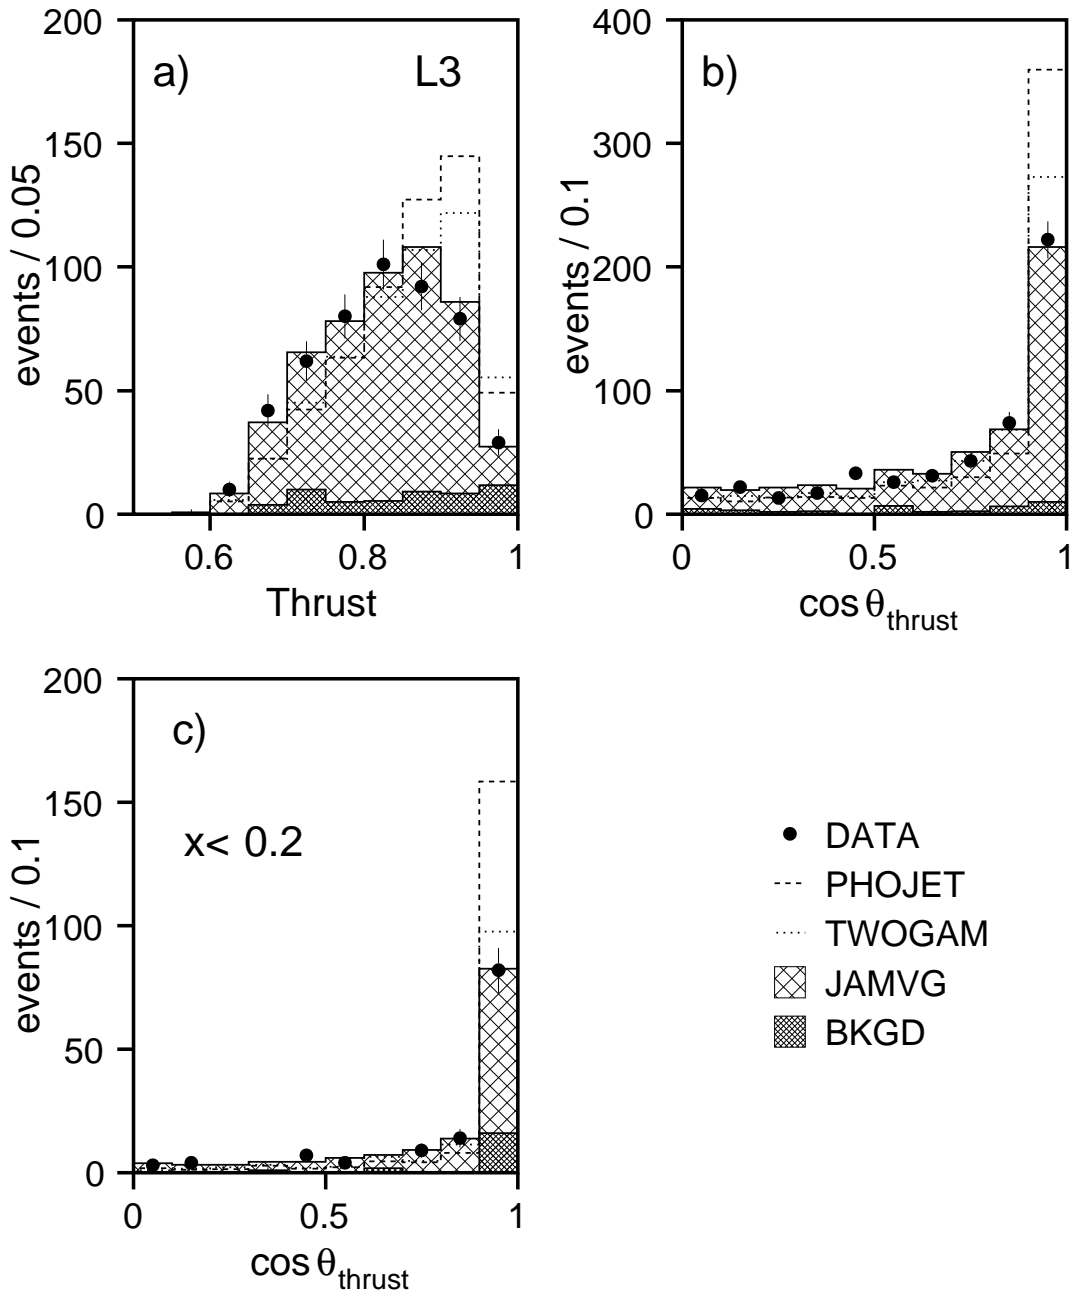 a)
L3
200
150
100
50
0
events / 0.05
0.6
0.8
1
Thrust
b)
400
300
200
100
0
events / 0.1
0
0.5
1
cos θthrust
c)
x< 0.2
200
150
100
50
0
events / 0.1
0
0.5
1
cos θthrust
DATA
PHOJET
TWOGAM
JAMVG
BKGD